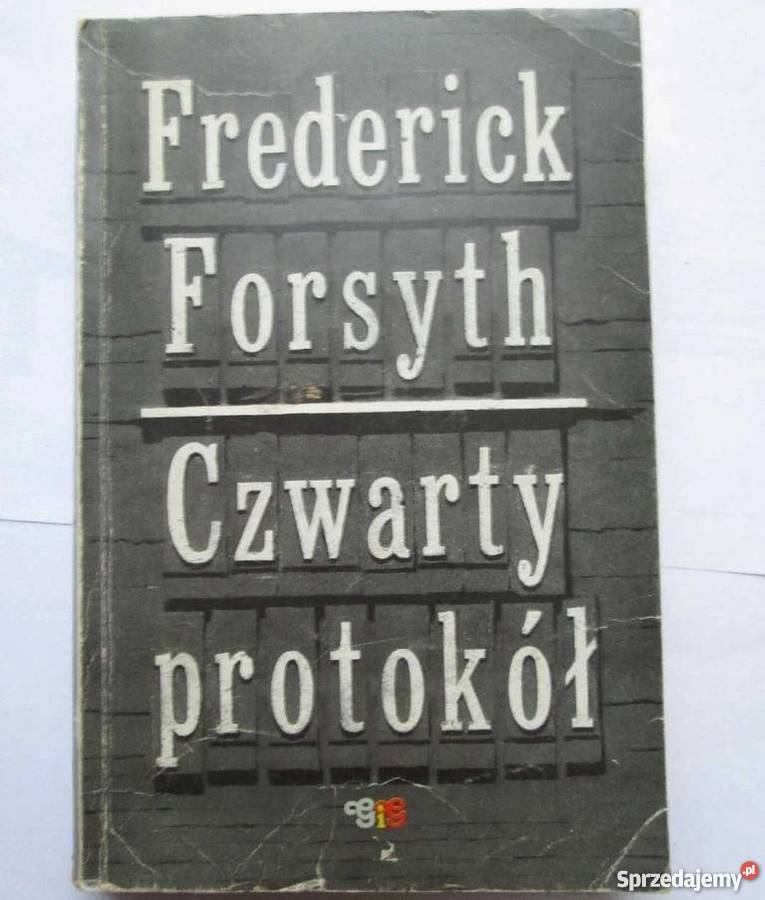 Frederick
Forsyth
Czwarty
protokół
Sprzedajemy.pl